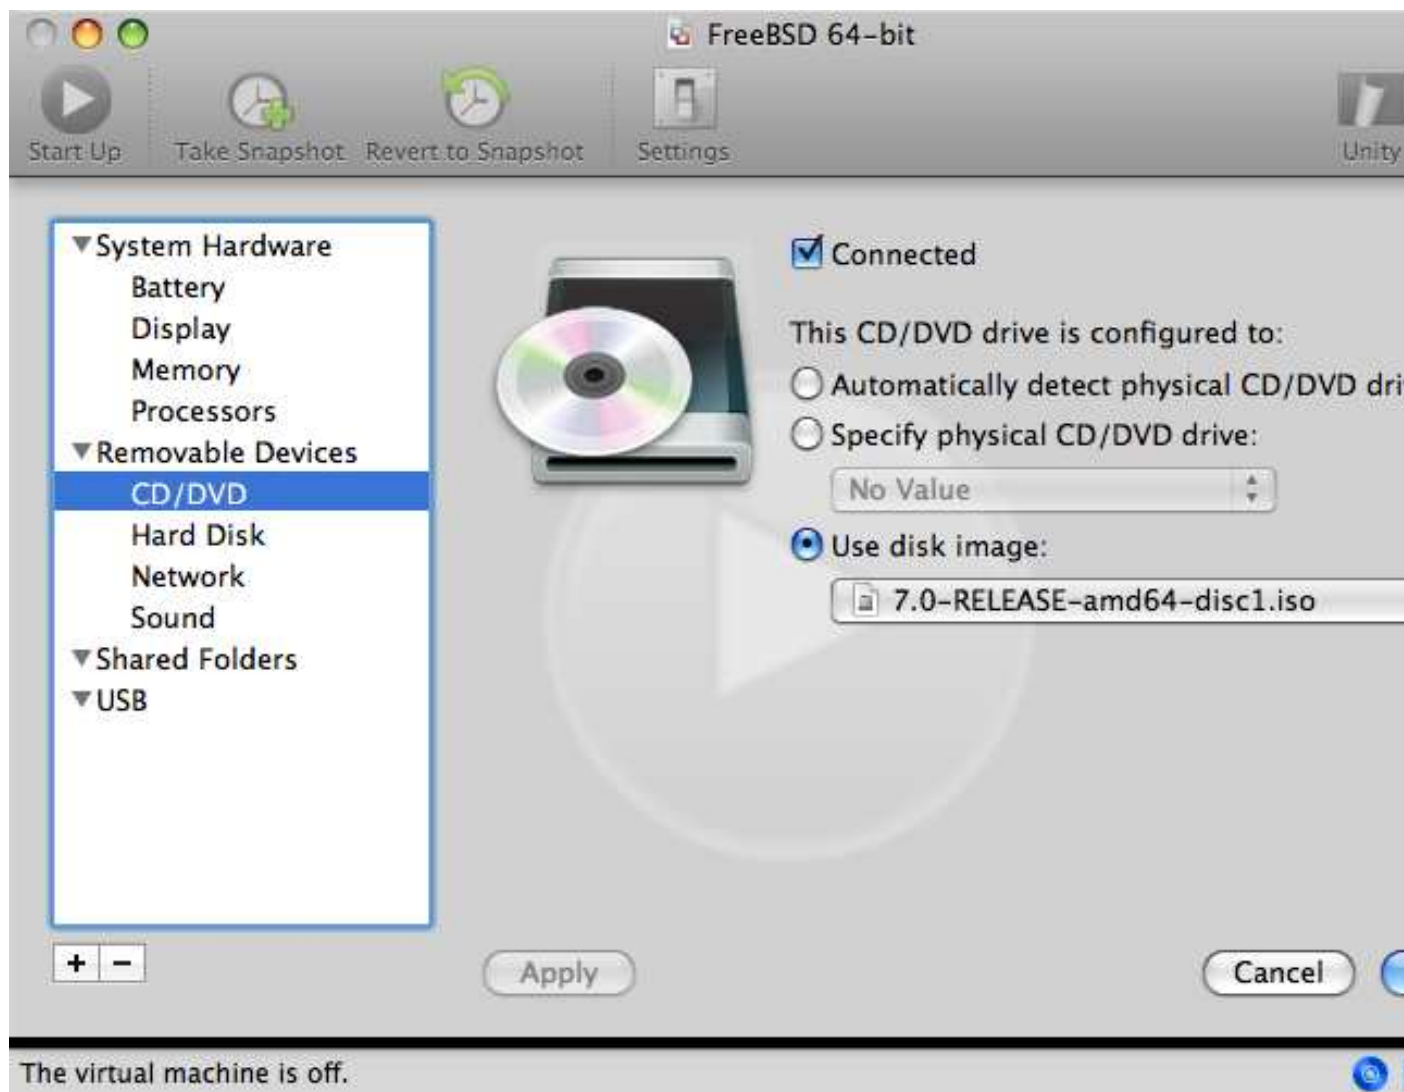 FreeBSD 64-bit
Start Up Take Snapshot Revert to Snapshot Settings Unity
System Hardware
Battery
Display
Memory
Processors
Removable Devices
CD/DVD
Hard Disk
Network
Sound
Shared Folders
USB
Connected
This CD/DVD drive is configured to:
Automatically detect physical CD/DVD dri
Specify physical CD/DVD drive:
No Value
Use disk image:
7.0-RELEASE-amd64-disc1.iso
+ -
Apply Cancel
The virtual machine is off.